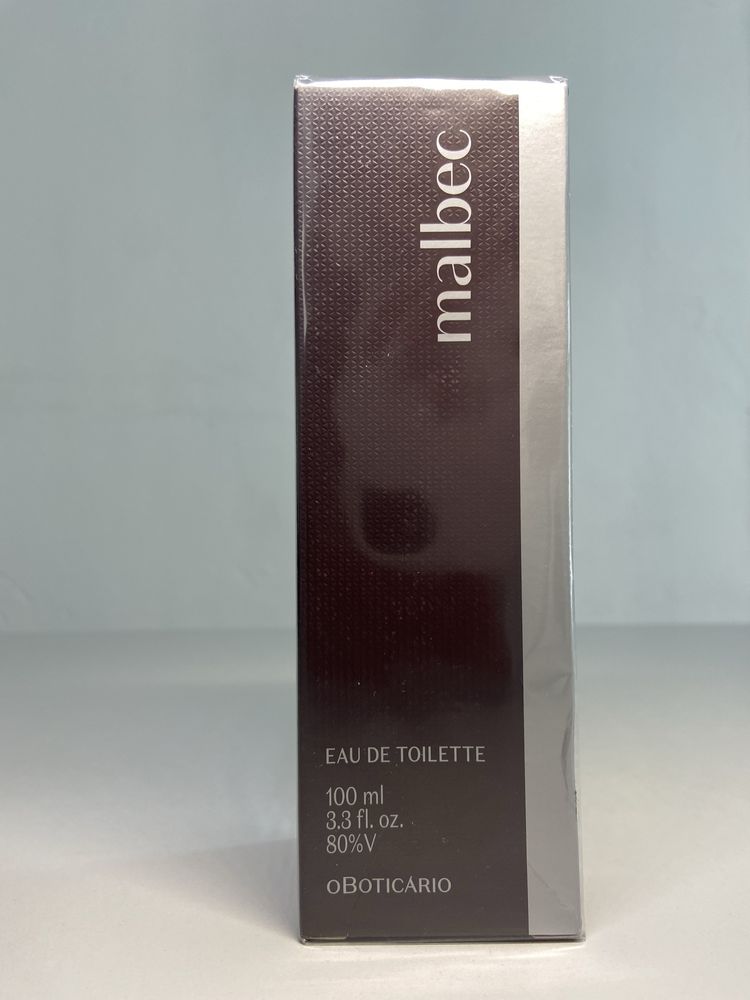 malbec
EAU DE TOILETTE
100 ml
3.3 fl. oz.
80%V
oBOTICÁRIO